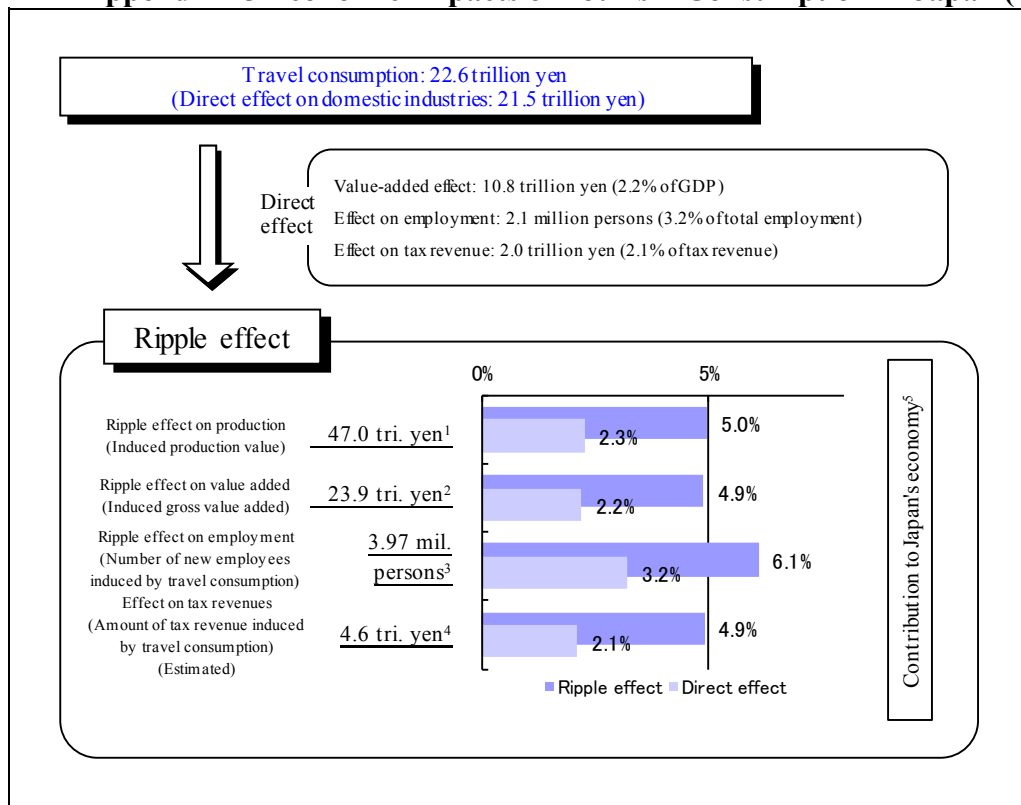 Travel consumption: 22.6 trillion yen
(Direct effect on domestic industries: 21.5 trillion yen)
Direct
effect
Value-added effect: 10.8 trillion yen (2.2% of GDP)
Effect on employment: 2.1 million persons (3.2% of total employment)
Effect on tax revenue: 2.0 trillion yen (2.1% of tax revenue)
Ripple effect
0%
5%
Ripple effect on production
(Induced production value)
47.0 tri. yen¹
2.3%
5.0%
Ripple effect on value added
(Induced gross value added)
23.9 tri. yen²
2.2%
4.9%
Ripple effect on employment
(Number of new employees
induced by travel consumption)
3.97 mil.
persons³
3.2%
6.1%
Effect on tax revenues
(Amount of tax revenue induced
by travel consumption)
(Estimated)
4.6 tri. yen⁴
2.1%
4.9%
Ripple effect Direct effect
Contribution to Japan's economy⁵